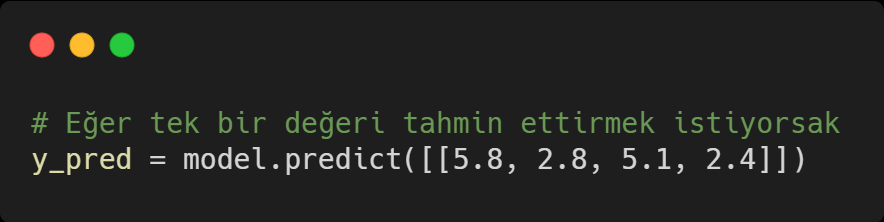 # Eğer tek bir değeri tahmin ettirmek istiyorsak
y_pred = model.predict([[5.8, 2.8, 5.1, 2.4]])